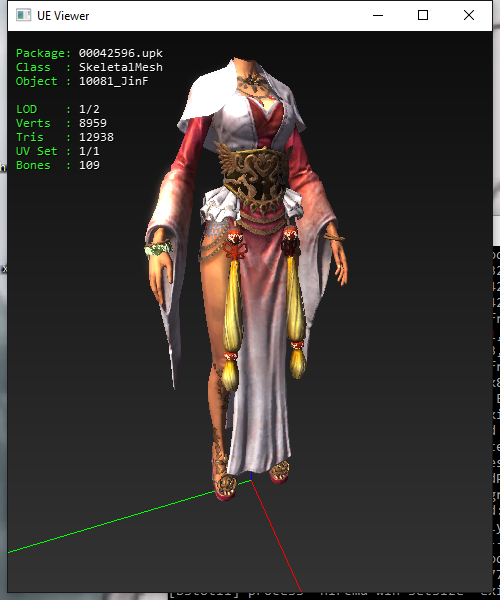 UE Viewer
Package: 00042596.upk
Class : SkeletalMesh
Object : 10081_JinF
LOD : 1/2
Verts : 8959
Tris : 12938
UV Set : 1/1
Bones : 109